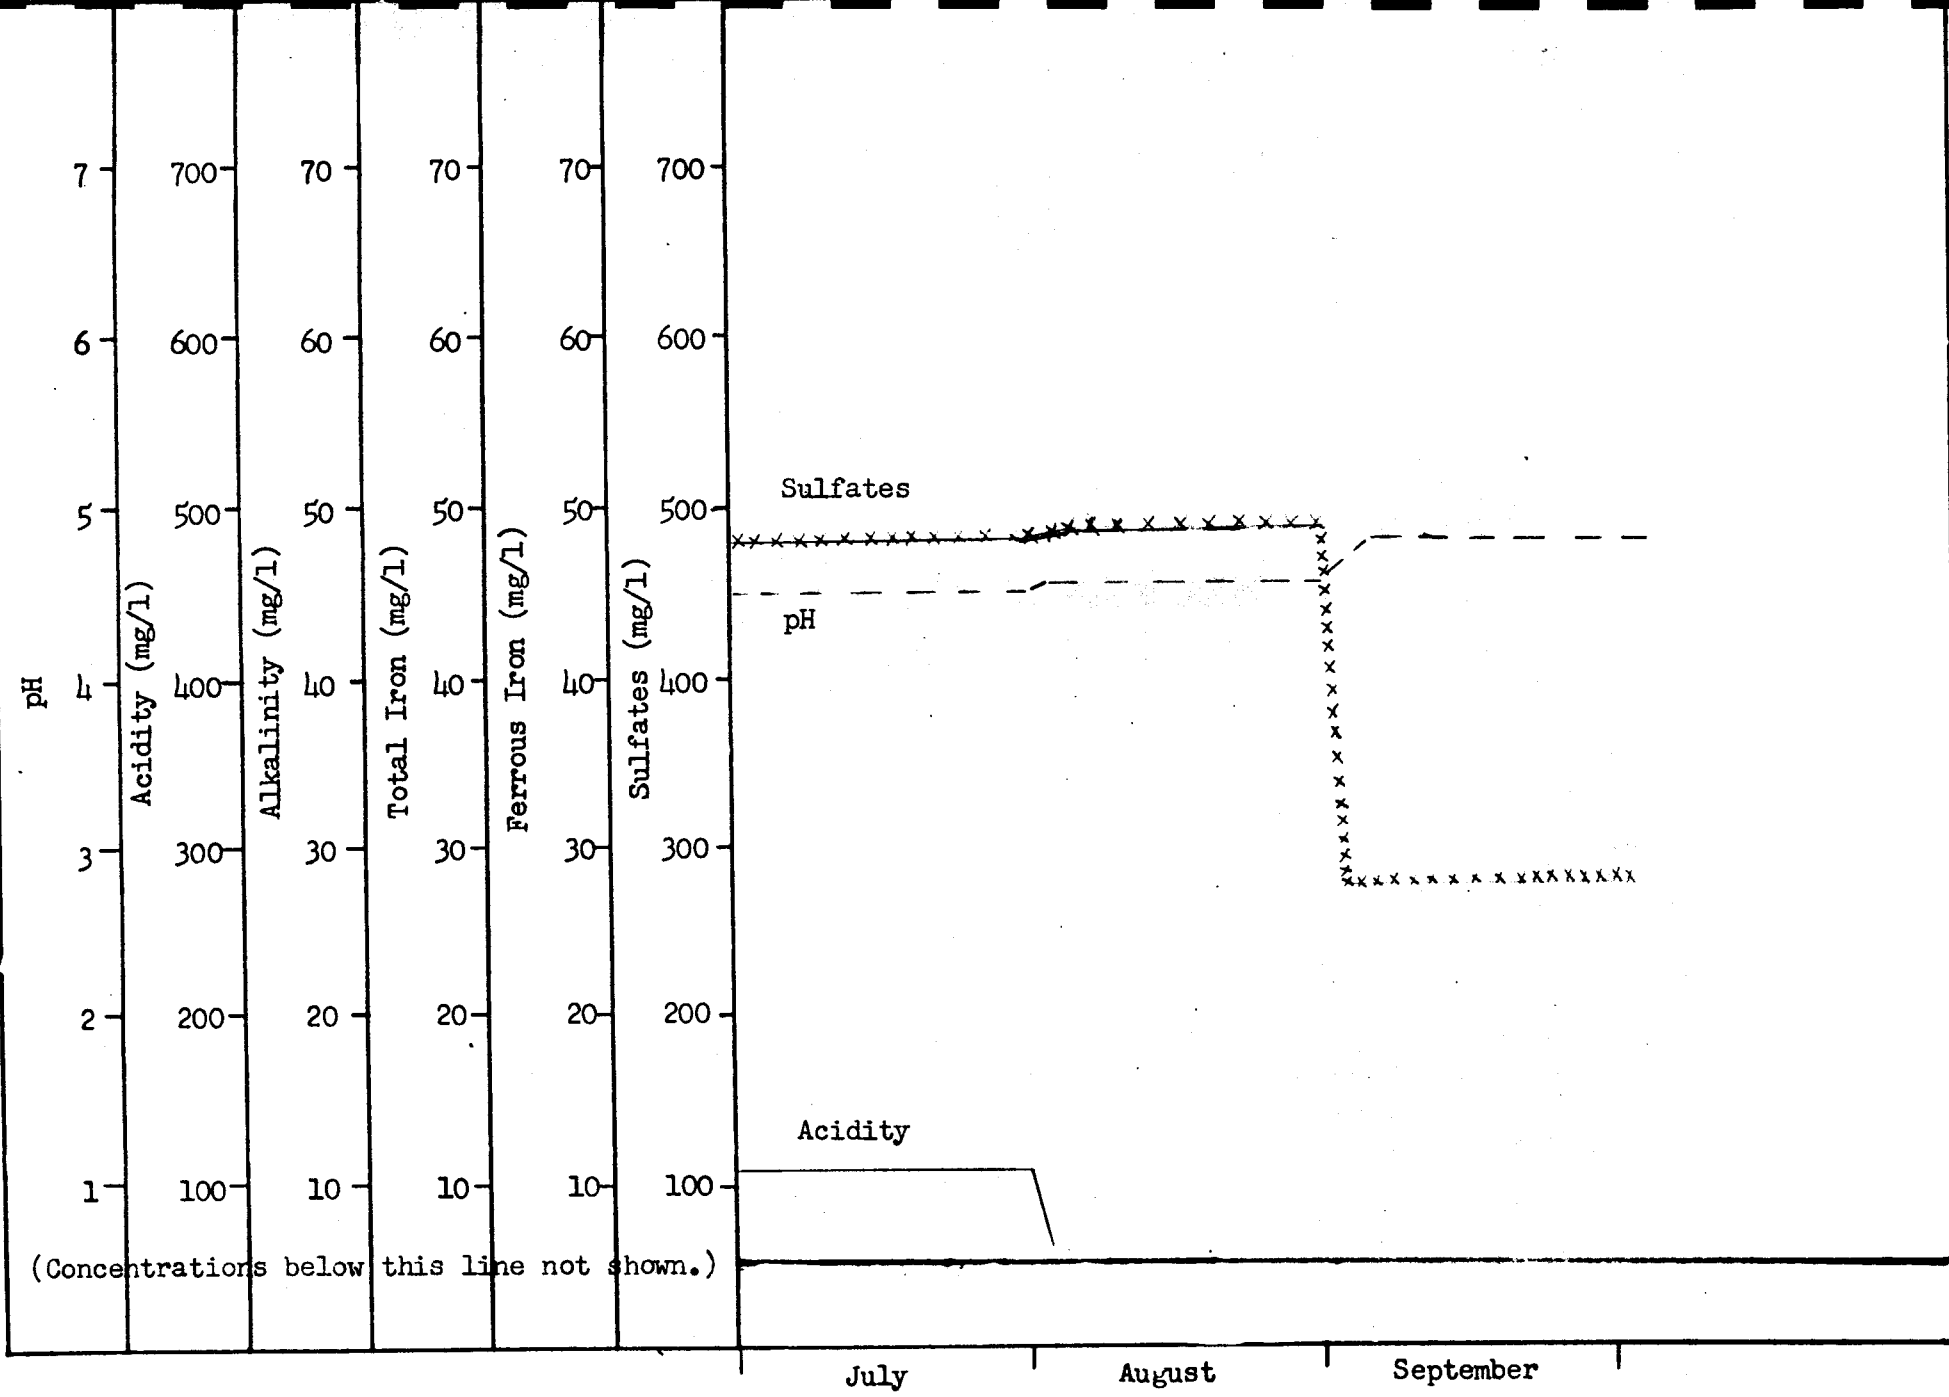 7 700 70 70 70 700
6 600 60 60 60 600
Sulfates
5 500 50 50 50 500
pH
pH Acidity (mg/l) Alkalinity (mg/l) Total Iron (mg/l) Ferrous Iron (mg/l) Sulfates (mg/l)
4 400 40 40 40 400
3 300 30 30 30 300
2 200 20 20 20 200
Acidity
1 100 10 10 10 100
(Concentrations below this line not shown.)
July August September